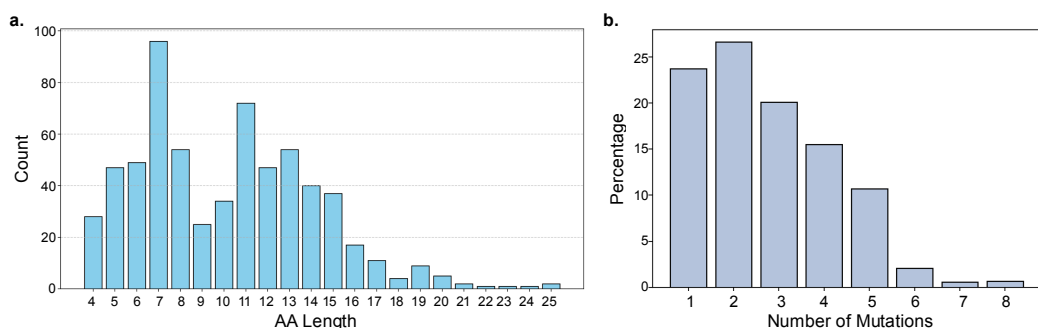 a.
100
80
60
40
20
0
Count
4 5 6 7 8 9 10 11 12 13 14 15 16 17 18 19 20 21 22 23 24 25
AA Length
b.
25
20
15
10
5
0
Percentage
1 2 3 4 5 6 7 8
Number of Mutations